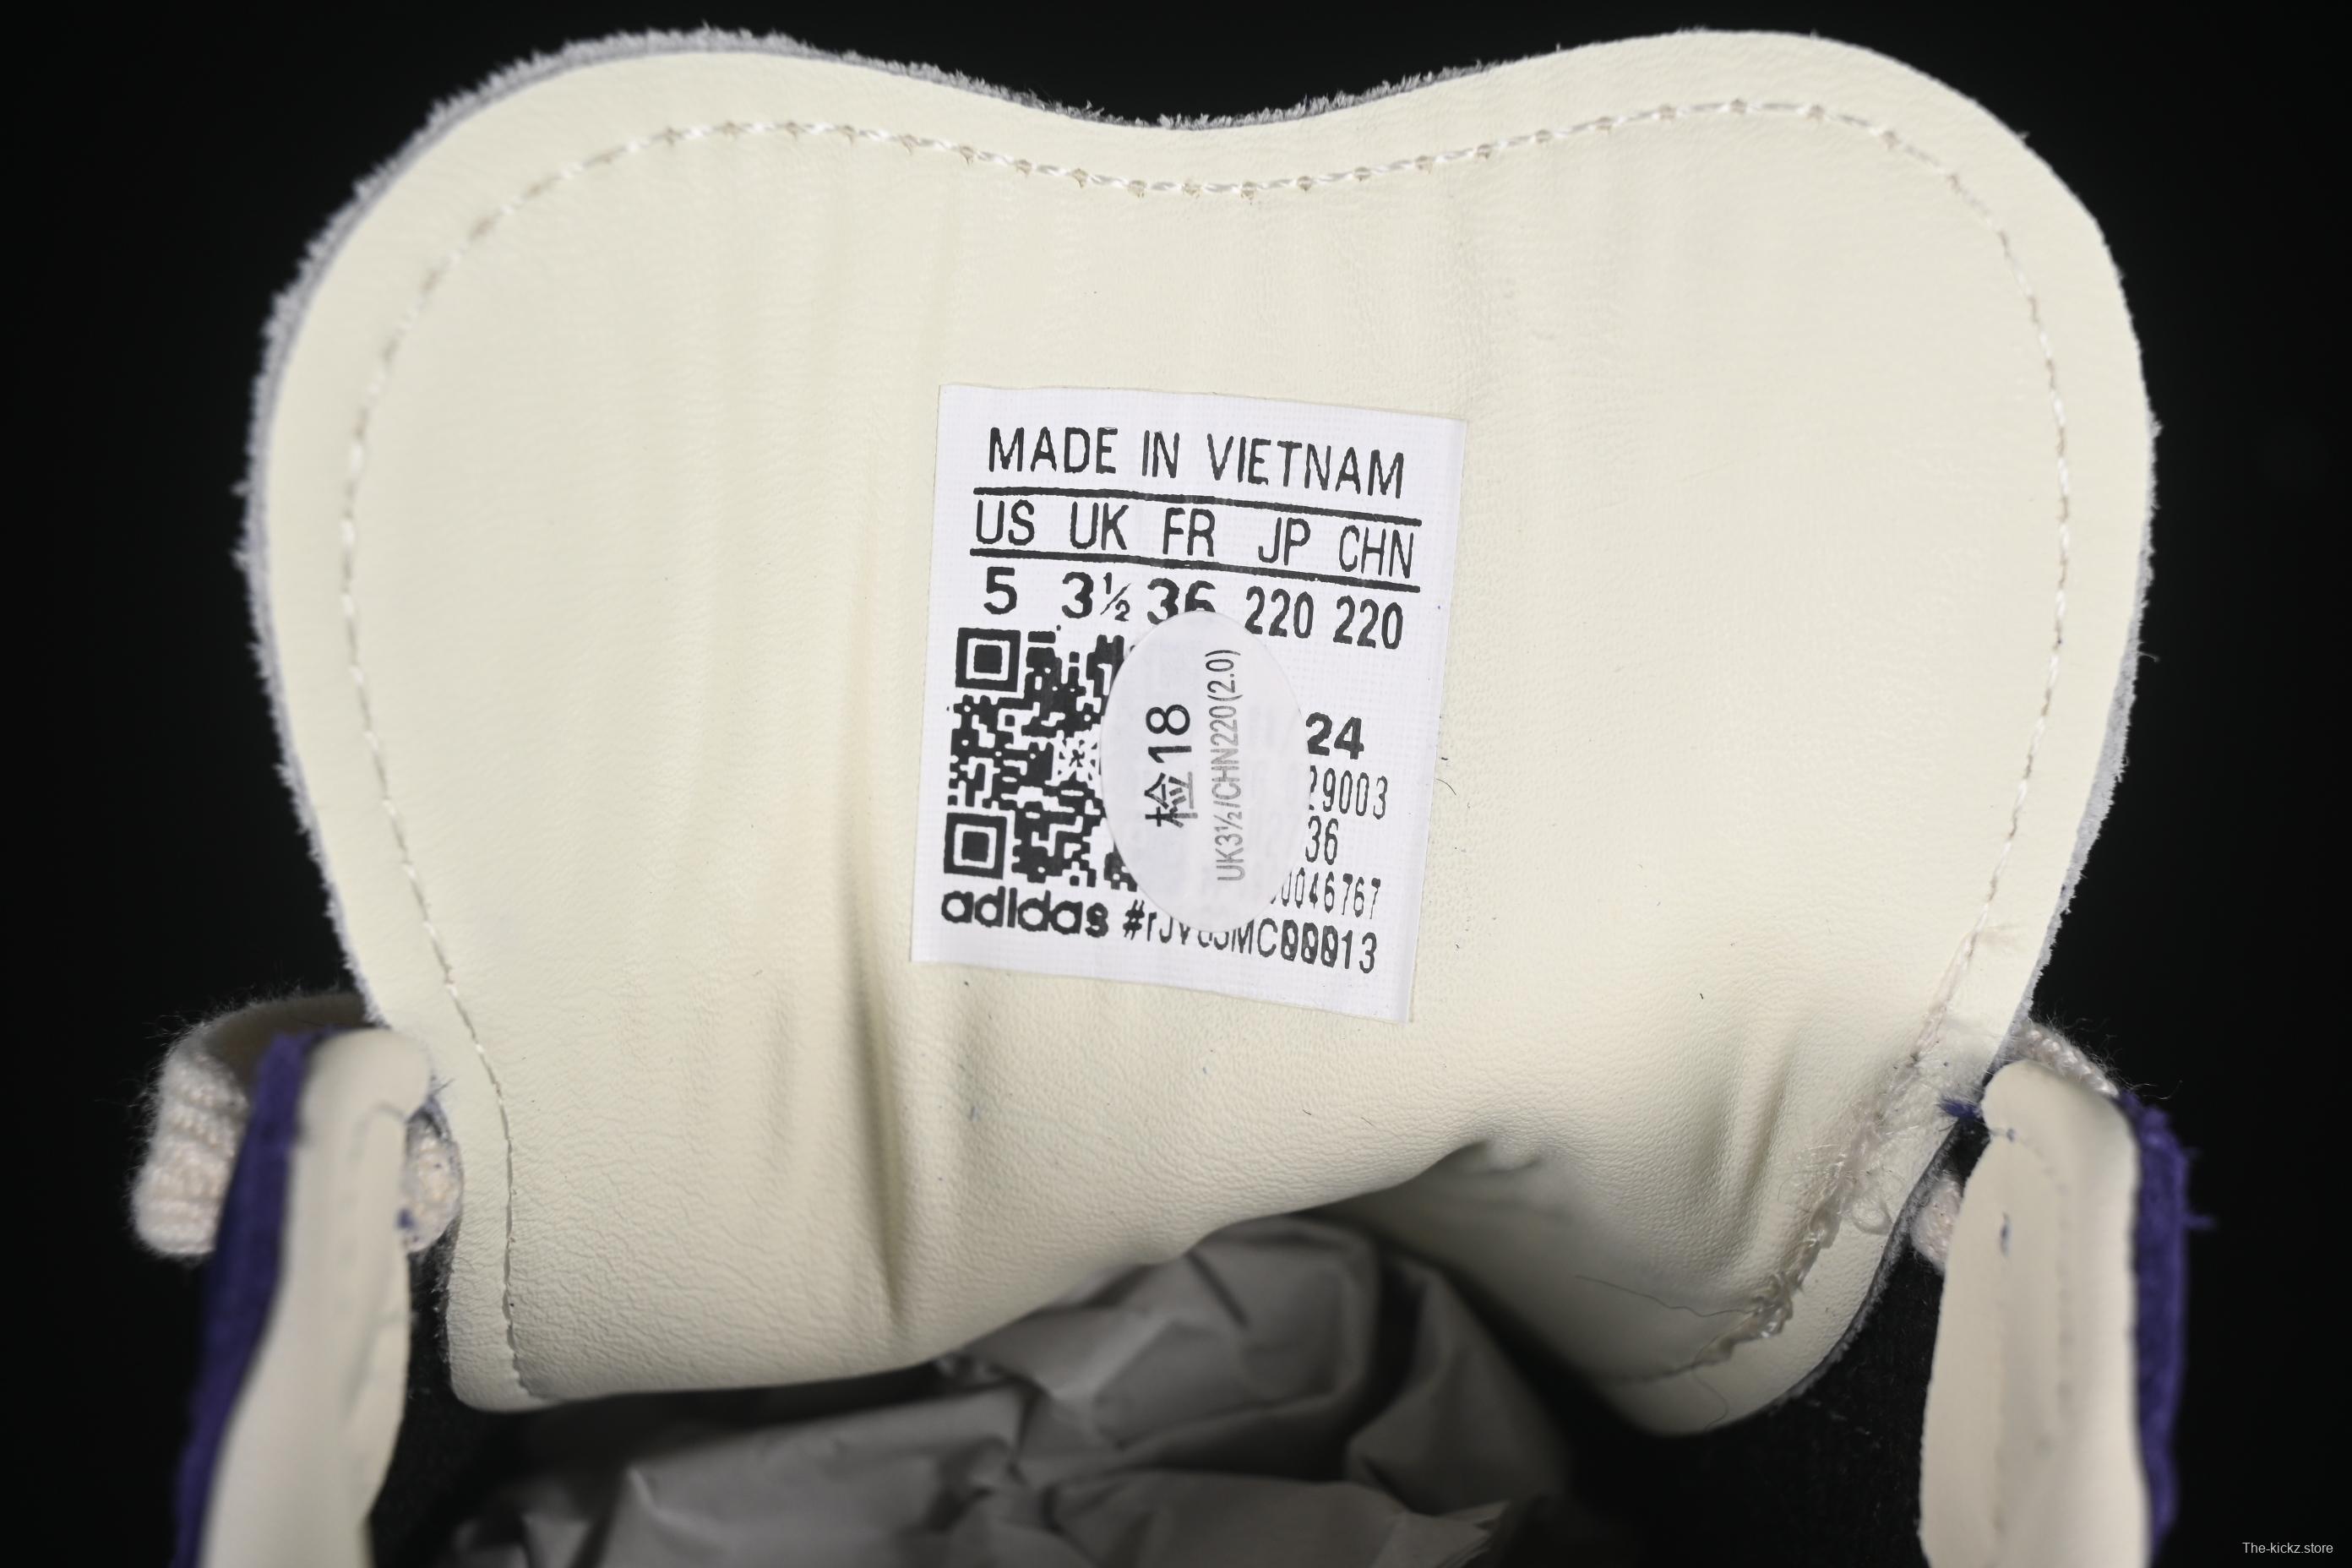 MADE IN VIETNAM
US UK FR JP CHN
5 3½ 36 220 220
24
29003
36
0046767
adidas
检18
UK3½/CHN220(2.0)
The-kickz.store